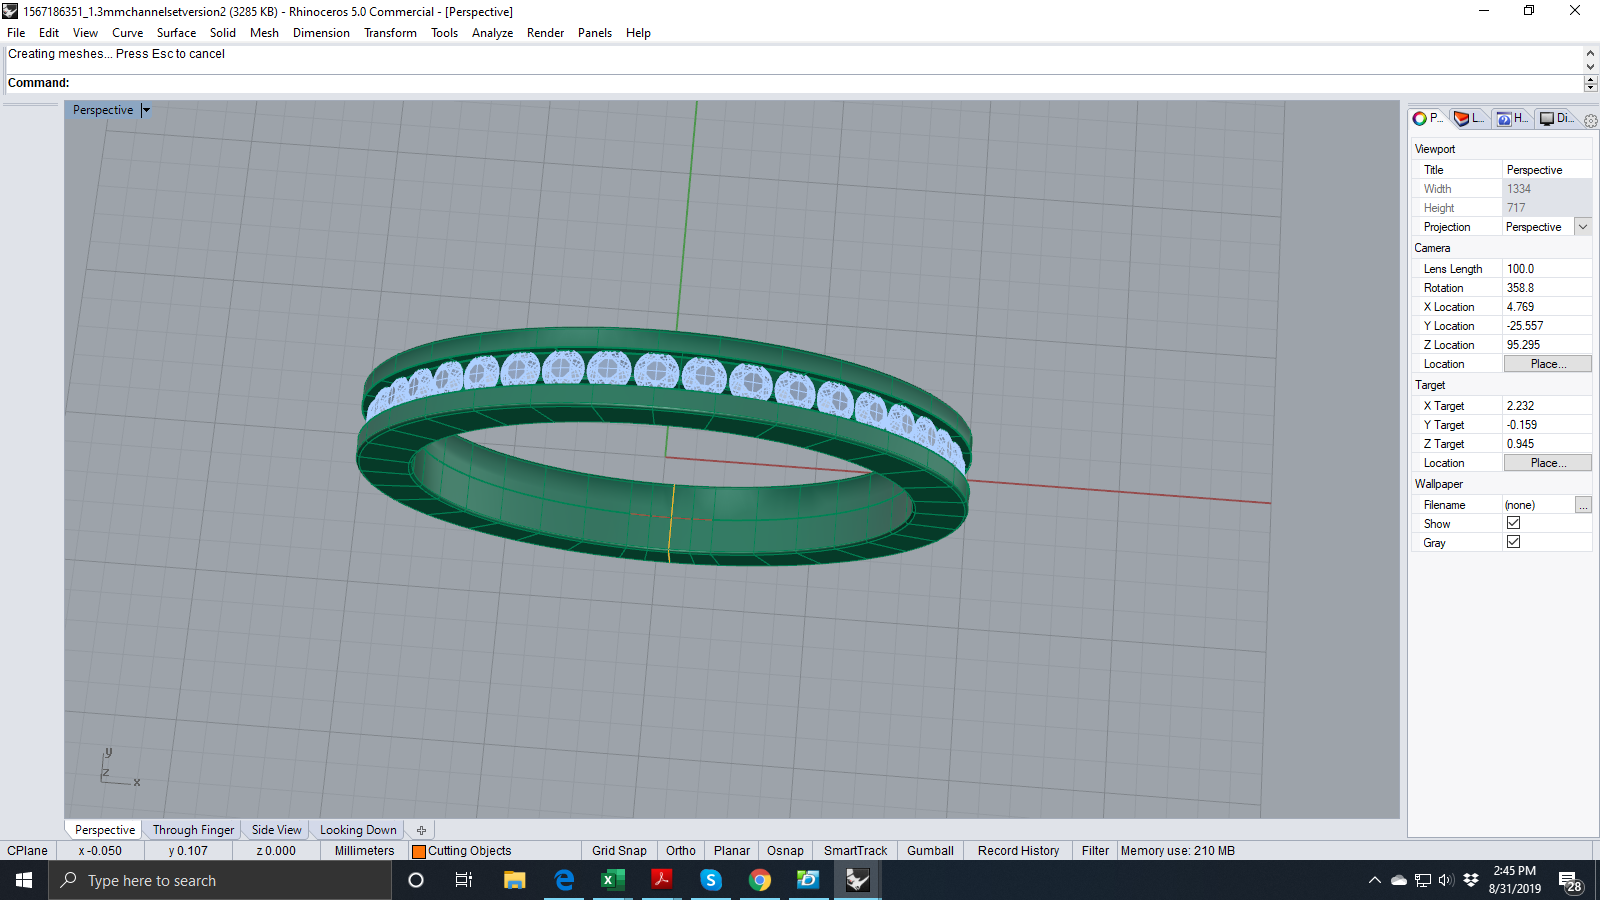 1567186351_1.3mmchannelsetversion2 (3285 KB) - Rhinoceros 5.0 Commercial - [Perspective]
File Edit View Curve Surface Solid Mesh Dimension Transform Tools Analyze Render Panels Help
Creating meshes... Press Esc to cancel
Command:
Perspective
P... L... H... Di...
Viewport
Title Perspective
Width 1334
Height 717
Projection Perspective
Camera
Lens Length 100.0
Rotation 358.8
X Location 4.769
Y Location -25.557
Z Location 95.295
Location Place...
Target
X Target 2.232
Y Target -0.159
Z Target 0.945
Location Place...
Wallpaper
Filename (none) ...
Show
Gray
y
z
x
Perspective Through Finger Side View Looking Down
CPlane x -0.050 y 0.107 z 0.000 Millimeters Cutting Objects Grid Snap Ortho Planar Osnap SmartTrack Gumball Record History Filter Memory use: 210 MB
Type here to search
2:45 PM
8/31/2019
28